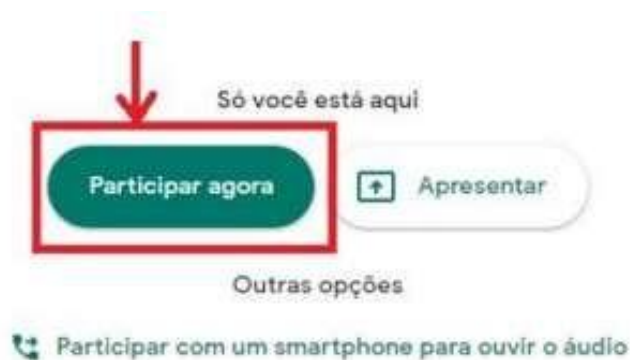 Só você está aqui
Participar agora
Apresentar
Outras opções
Participar com um smartphone para ouvir o áudio